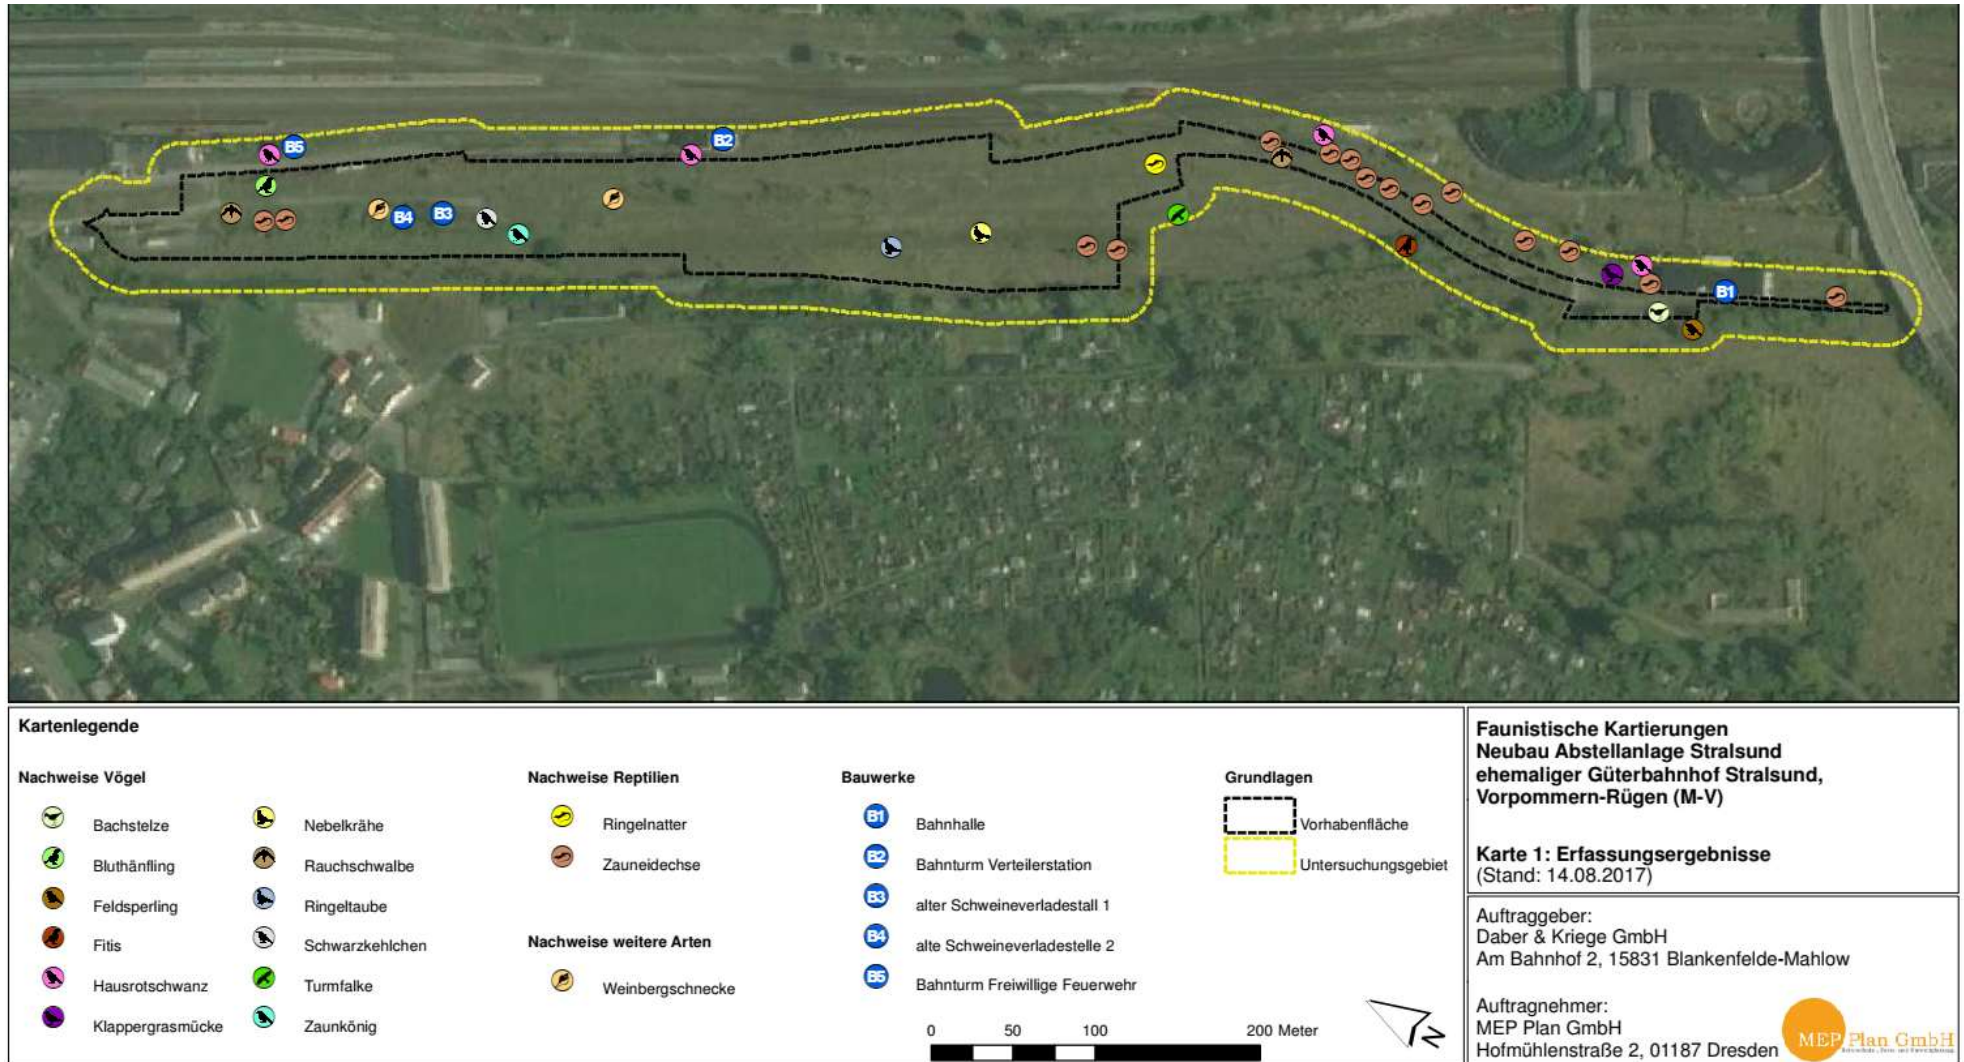 B5
B2
B4
B3
B1
Kartenlegende
Nachweise Vögel
Bachstelze
Bluthänfling
Feldsperling
Fitis
Hausrotschwanz
Klappergrasmücke
Nebelkrähe
Rauchschwalbe
Ringeltaube
Schwarzkehlchen
Turmfalke
Zaunkönig
Nachweise Reptilien
Ringelnatter
Zauneidechse
Nachweise weitere Arten
Weinbergschnecke
Bauwerke
B1 Bahnhalle
B2 Bahnturm Verteilerstation
B3 alter Schweineverladestall 1
B4 alte Schweineverladestelle 2
B5 Bahnturm Freiwillige Feuerwehr
Grundlagen
Vorhabenfläche
Untersuchungsgebiet
0 50 100 200 Meter
N
Faunistische Kartierungen
Neubau Abstellanlage Stralsund
ehemaliger Güterbahnhof Stralsund,
Vorpommern-Rügen (M-V)
Karte 1: Erfassungsergebnisse
(Stand: 14.08.2017)
Auftraggeber:
Daber & Kriege GmbH
Am Bahnhof 2, 15831 Blankenfelde-Mahlow
Auftragnehmer:
MEP Plan GmbH
Hofmühlenstraße 2, 01187 Dresden
MEP Plan GmbH